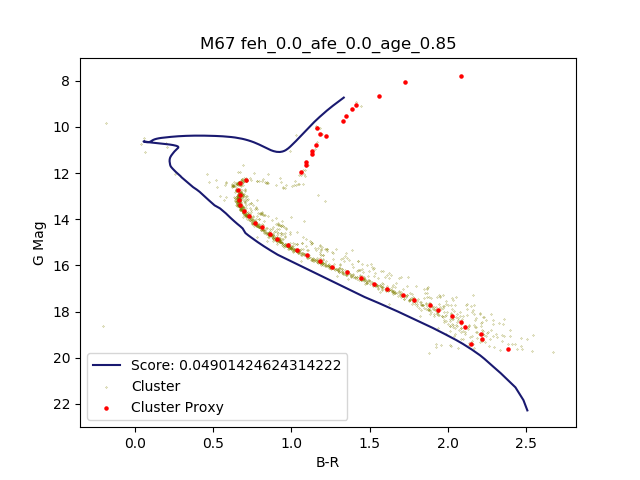 M67 feh_0.0_afe_0.0_age_0.85
8
10
12
14
16
18
20
22
G Mag
Score: 0.04901424624314222
Cluster
Cluster Proxy
0.0 0.5 1.0 1.5 2.0 2.5
B-R